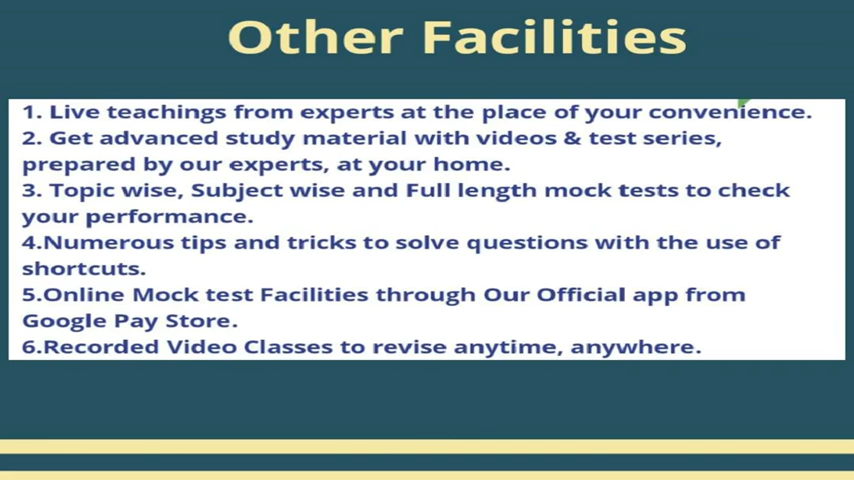 Other Facilities
1. Live teachings from experts at the place of your convenience.
2. Get advanced study material with videos & test series,
prepared by our experts, at your home.
3. Topic wise, Subject wise and Full length mock tests to check
your performance.
4.Numerous tips and tricks to solve questions with the use of
shortcuts.
5.Online Mock test Facilities through Our Official app from
Google Pay Store.
6.Recorded Video Classes to revise anytime, anywhere.